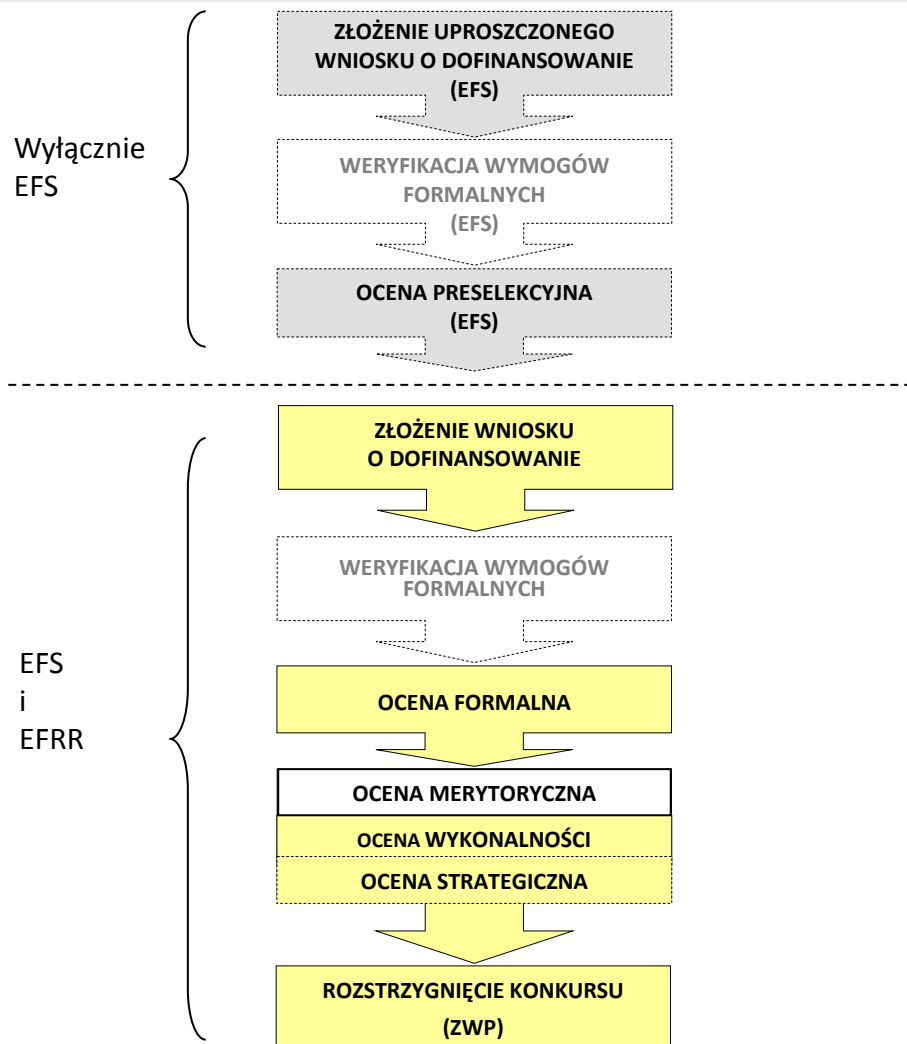 ZŁOŻENIE UPROSZCZONEGO
WNIOSKU O DOFINANSOWANIE
(EFS)
Wyłącznie
EFS
WERYFIKACJA WYMOGÓW
FORMALNYCH
(EFS)
OCENA PRESELEKCYJNA
(EFS)
ZŁOŻENIE WNIOSKU
O DOFINANSOWANIE
WERYFIKACJA WYMOGÓW
FORMALNYCH
EFS
i
EFRR
OCENA FORMALNA
OCENA MERYTORYCZNA
OCENA WYKONALNOŚCI
OCENA STRATEGICZNA
ROZSTRZYGNIĘCIE KONKURSU
(ZWP)